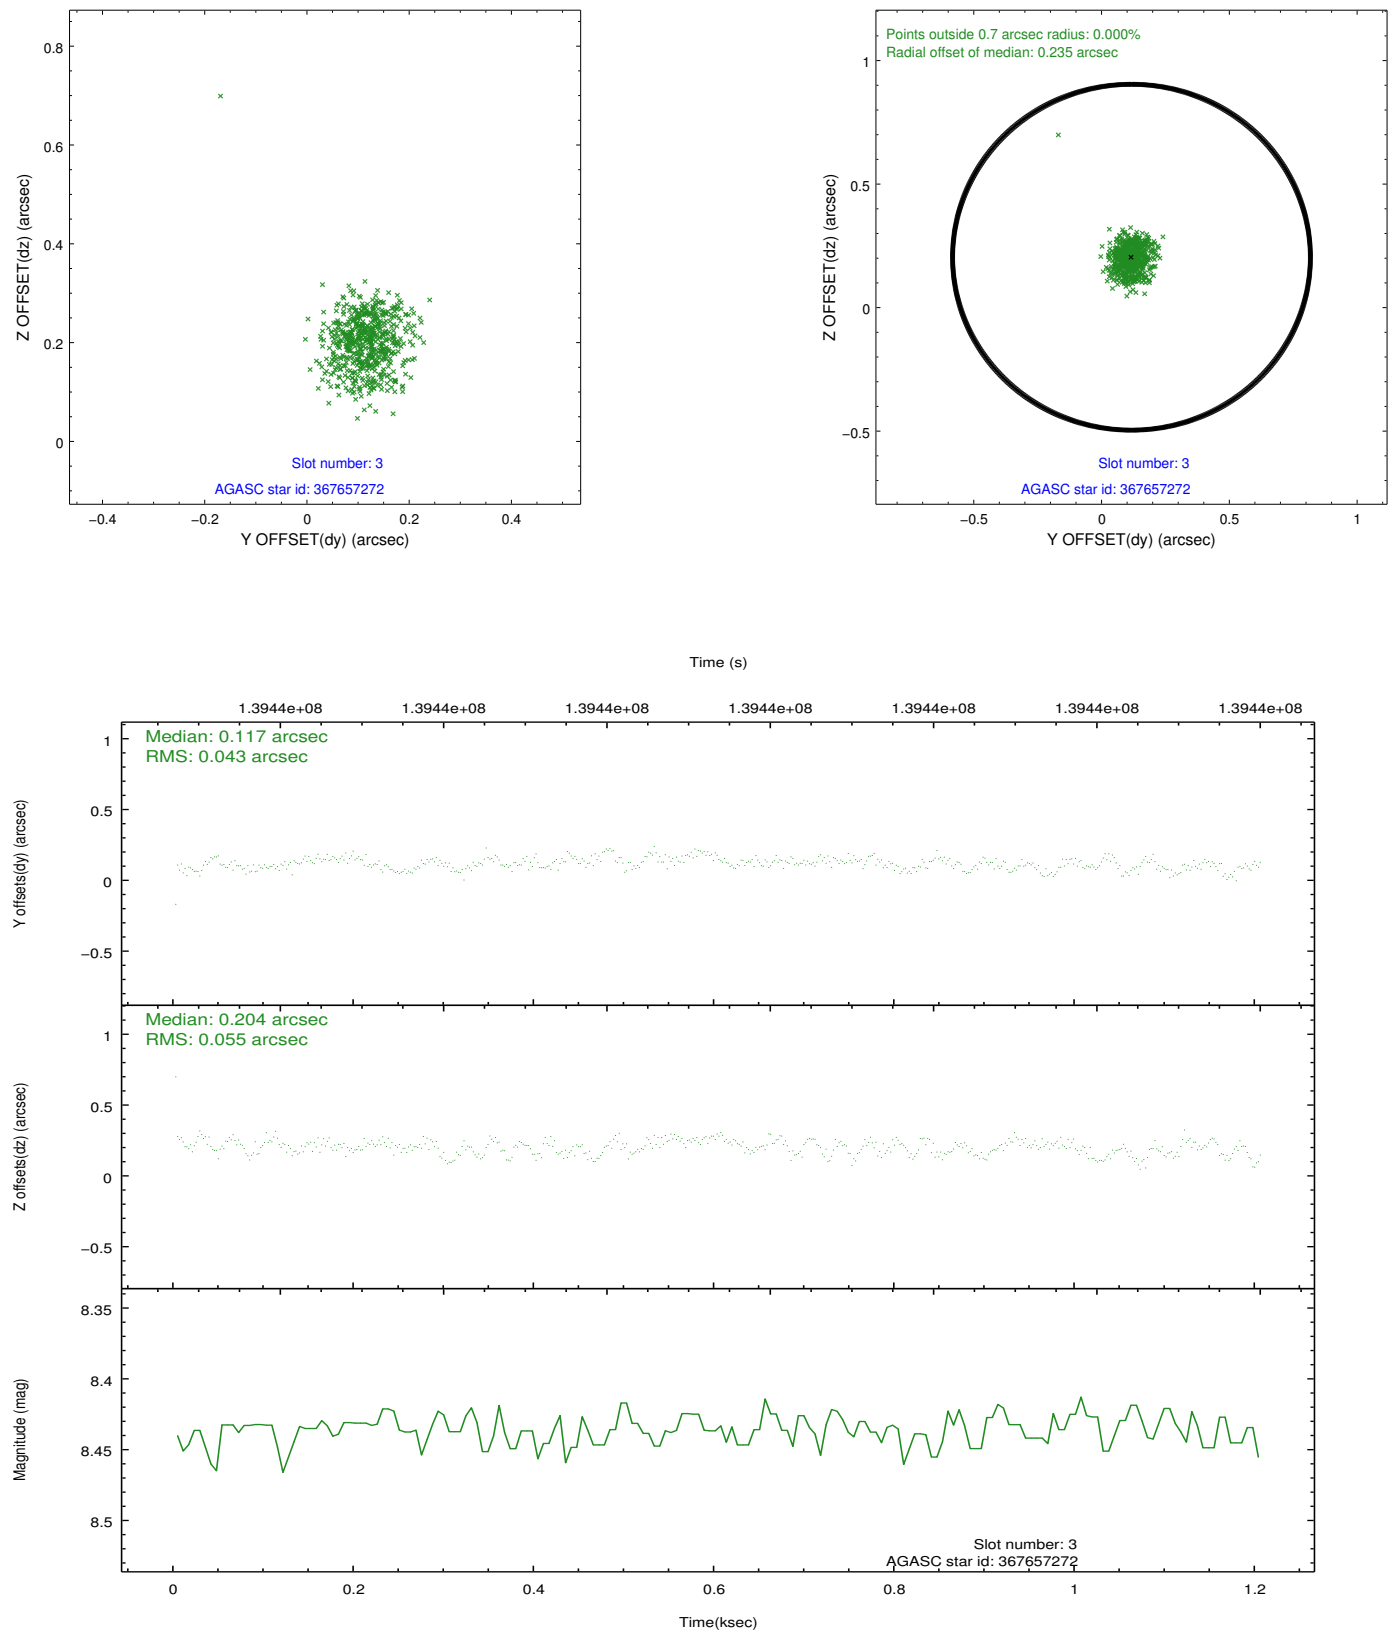 0.8
0.6
0.4
0.2
0
Z OFFSET(dz) (arcsec)
Slot number: 3
AGASC star id: 367657272
−0.4
−0.2
0
0.2
0.4
Y OFFSET(dy) (arcsec)
Points outside 0.7 arcsec radius: 0.000%
Radial offset of median: 0.235 arcsec
1
0.5
0
−0.5
Z OFFSET(dz) (arcsec)
Slot number: 3
AGASC star id: 367657272
−0.5
0
0.5
1
Y OFFSET(dy) (arcsec)
Time (s)
1.3944e+08
1.3944e+08
1.3944e+08
1.3944e+08
1.3944e+08
1.3944e+08
1.3944e+08
Median: 0.117 arcsec
RMS: 0.043 arcsec
1
0.5
0
−0.5
Y offsets(dy) (arcsec)
Median: 0.204 arcsec
RMS: 0.055 arcsec
1
0.5
0
−0.5
Z offsets(dz) (arcsec)
8.35
8.4
8.45
8.5
Magnitude (mag)
Slot number: 3
AGASC star id: 367657272
0
0.2
0.4
0.6
0.8
1
1.2
Time(ksec)